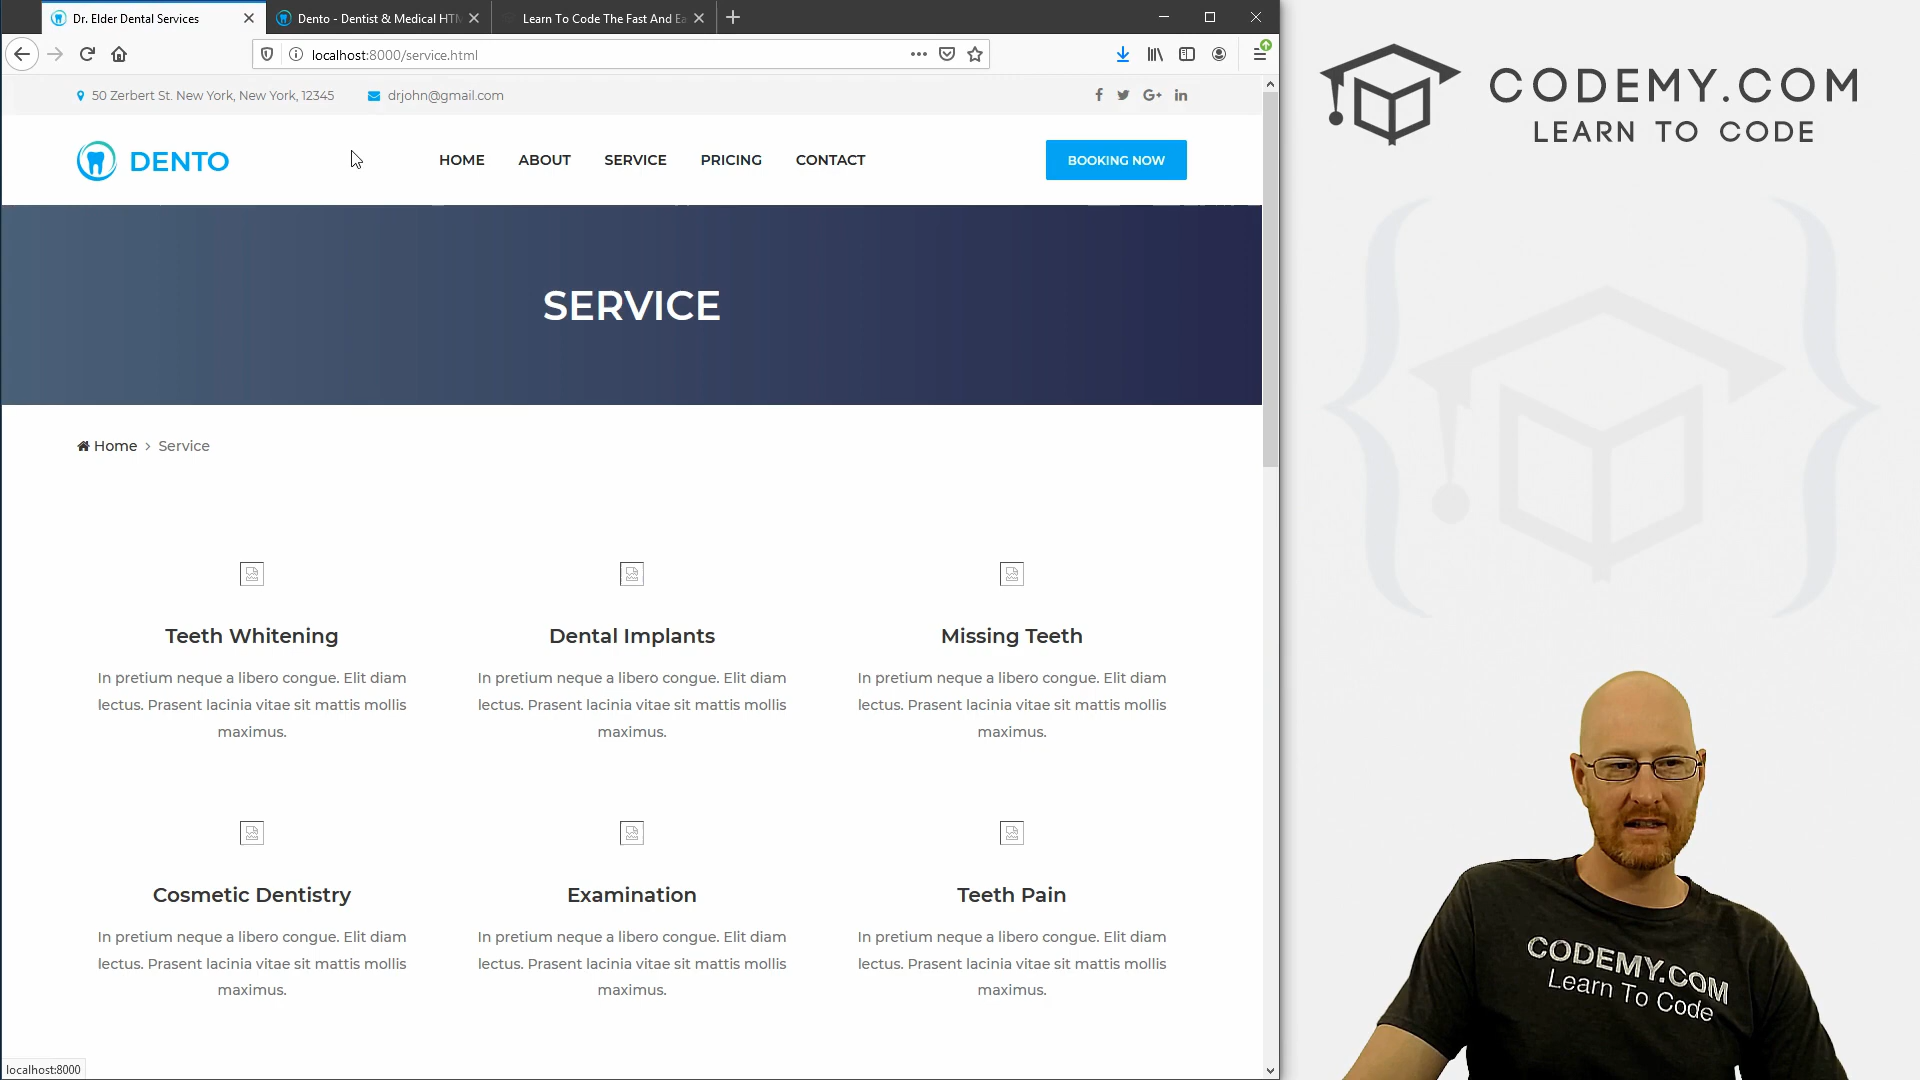 Dr. Elder Dental Services
Dento - Dentist & Medical HTM
Learn To Code The Fast And Ea
localhost:8000/service.html
50 Zerbert St. New York, New York, 12345
drjohn@gmail.com
DENTO
HOME
ABOUT
SERVICE
PRICING
CONTACT
BOOKING NOW
SERVICE
Home > Service
Teeth Whitening
In pretium neque a libero congue. Elit diam
lectus. Prasent lacinia vitae sit mattis mollis
maximus.
Dental Implants
In pretium neque a libero congue. Elit diam
lectus. Prasent lacinia vitae sit mattis mollis
maximus.
Missing Teeth
In pretium neque a libero congue. Elit diam
lectus. Prasent lacinia vitae sit mattis mollis
maximus.
Cosmetic Dentistry
In pretium neque a libero congue. Elit diam
lectus. Prasent lacinia vitae sit mattis mollis
maximus.
Examination
In pretium neque a libero congue. Elit diam
lectus. Prasent lacinia vitae sit mattis mollis
maximus.
Teeth Pain
In pretium neque a libero congue. Elit diam
lectus. Prasent lacinia vitae sit mattis mollis
maximus.
localhost:8000
CODEMY.COM
LEARN TO CODE
CODEMY.COM
Learn To Code